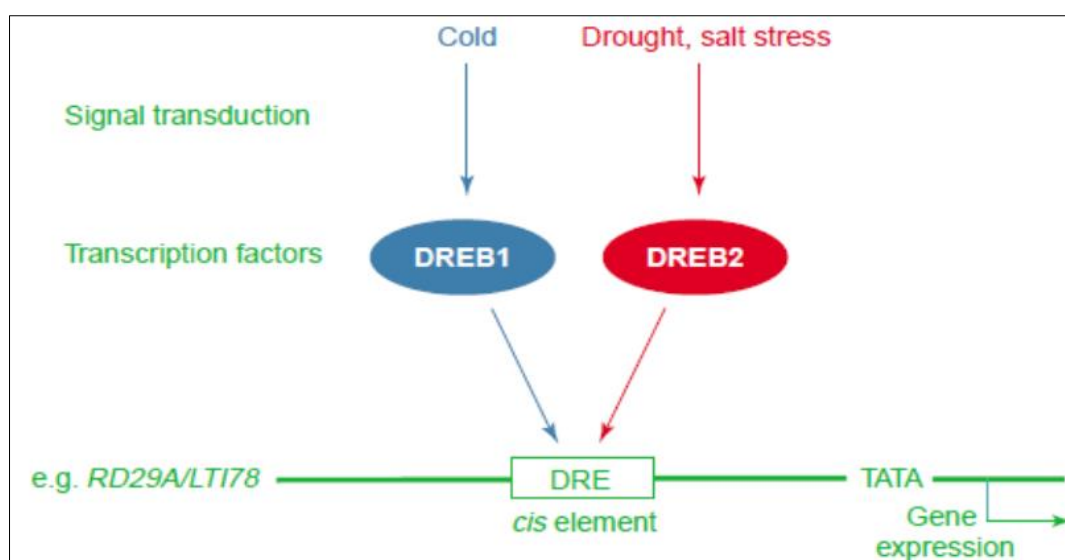 Cold
Drought, salt stress
Signal transduction
Transcription factors
DREB1
DREB2
e.g. RD29A/LTI78
DRE
TATA
cis element
Gene
expression